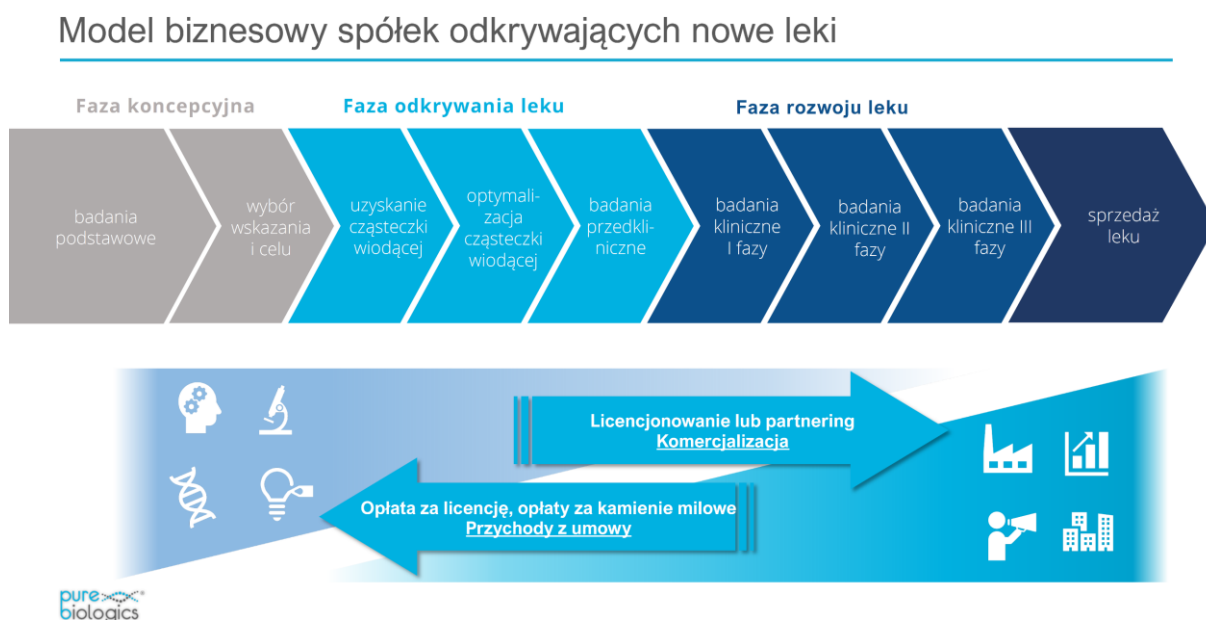 Model biznesowy spółek odkrywających nowe leki
Faza koncepcyjna
Faza odkrywania leku
Faza rozwoju leku
badania
podstawowe
wybór
wskazania
i celu
uzyskanie
cząsteczki
wiodącej
optymali-
zacja
cząsteczki
wiodącej
badania
przedkli-
niczne
badania
kliniczne
I fazy
badania
kliniczne II
fazy
badania
kliniczne III
fazy
sprzedaż
leku
Licencjonowanie lub partnering
Komercjalizacja
Opłata za licencję, opłaty za kamienie milowe
Przychody z umowy
pure
biologics